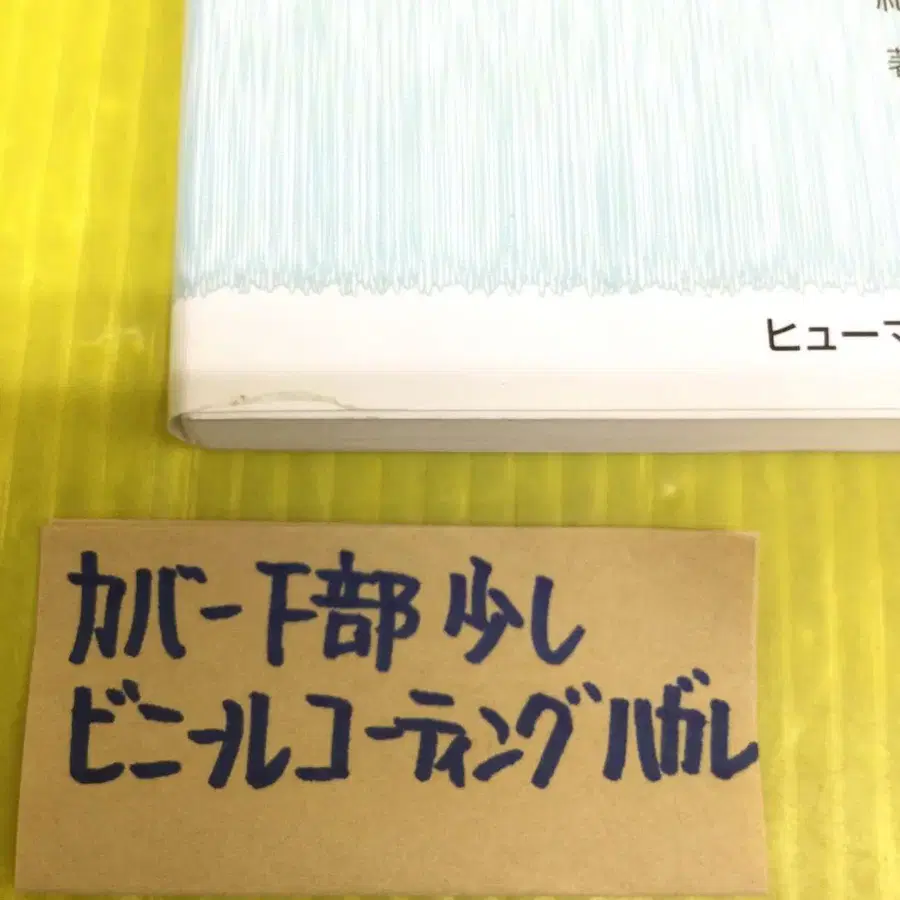 著
ヒューマ
カバー下部 少し
ビニールコーティングハガレ